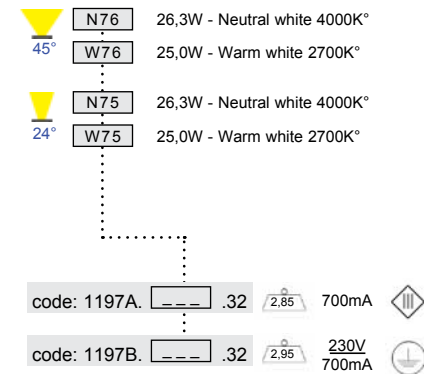 N76 26,3W - Neutral white 4000K°
45° W76 25,0W - Warm white 2700K°
N75 26,3W - Neutral white 4000K°
24° W75 25,0W - Warm white 2700K°
code: 1197A. _ _ _ .32 2,85 700mA III
code: 1197B. _ _ _ .32 2,95 230V
700mA